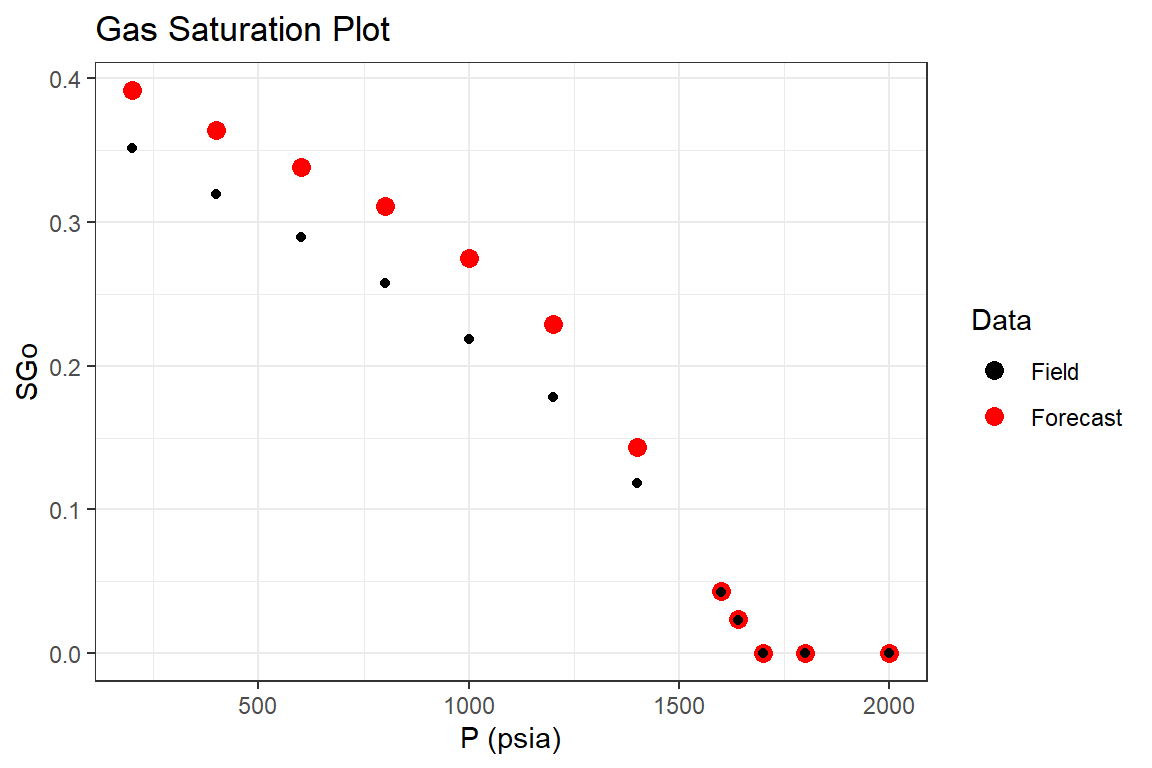 Gas Saturation Plot
0.4
0.3
0.2
0.1
0.0
SGo
500 1000 1500 2000
P (psia)
Data
Field
Forecast